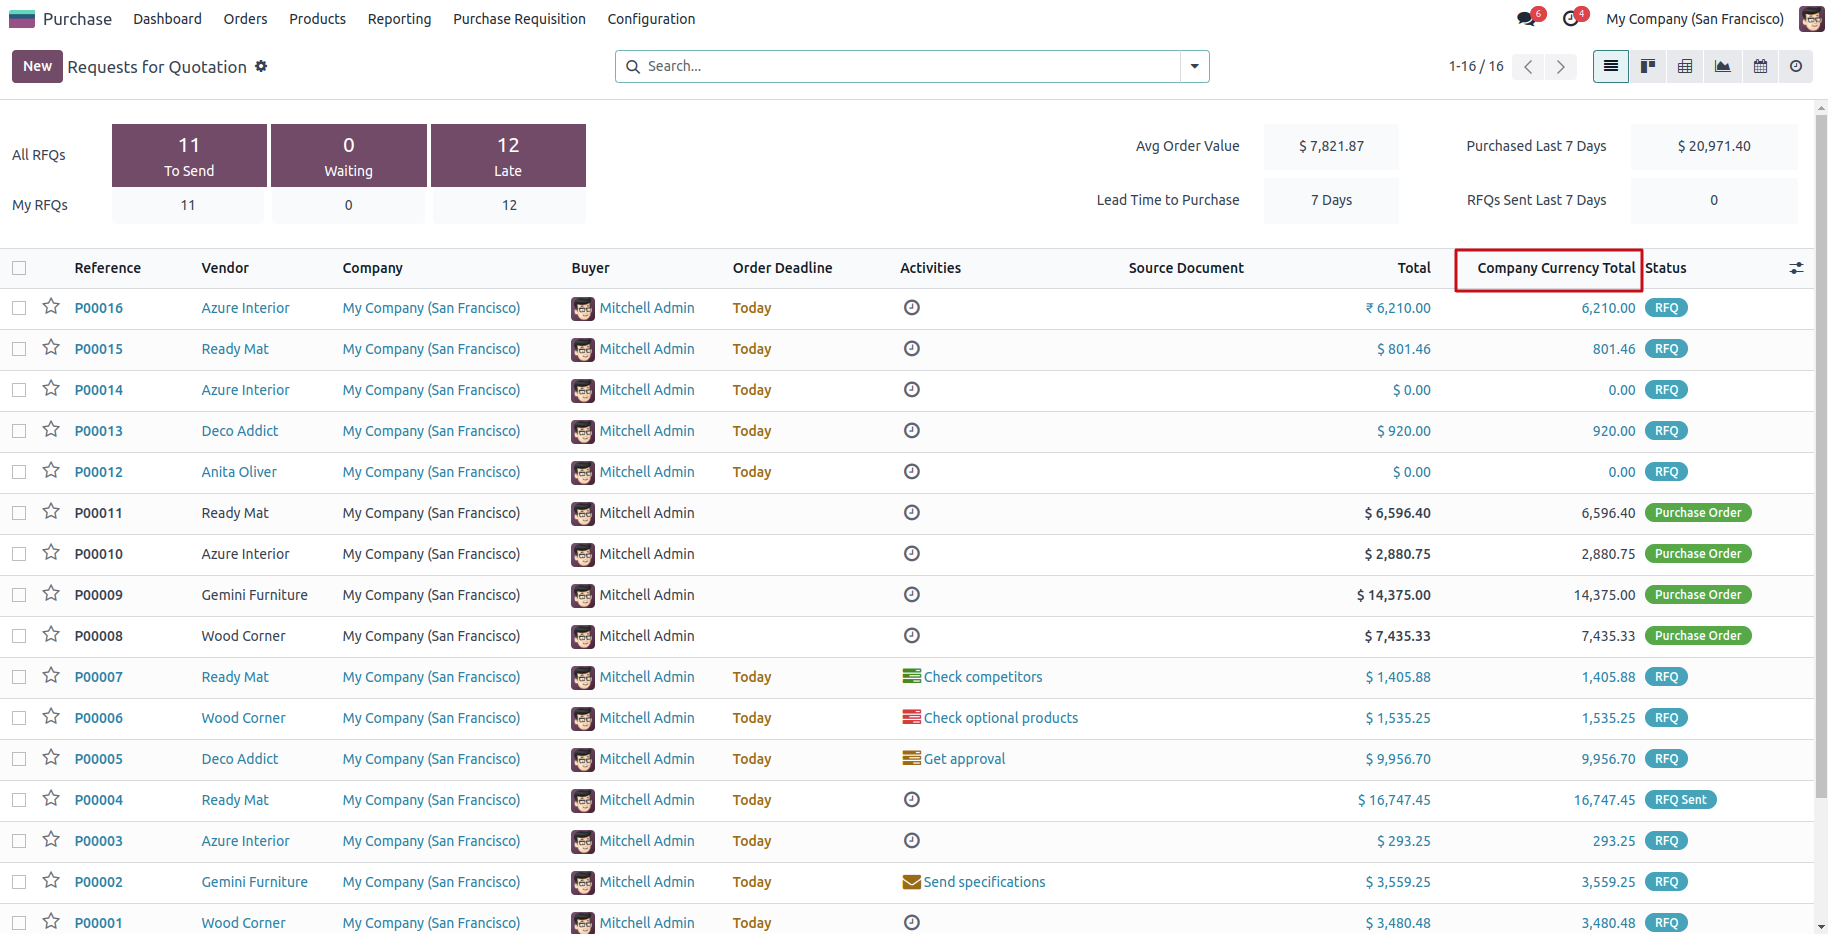 Purchase Dashboard Orders Products Reporting Purchase Requisition Configuration 6 4 My Company (San Francisco)
New Requests for Quotation Search... 1-16 / 16
All RFQs 11 To Send 0 Waiting 12 Late Avg Order Value $ 7,821.87 Purchased Last 7 Days $ 20,971.40
My RFQs 11 0 12 Lead Time to Purchase 7 Days RFQs Sent Last 7 Days 0
Reference Vendor Company Buyer Order Deadline Activities Source Document Total Company Currency Total Status
P00016 Azure Interior My Company (San Francisco) Mitchell Admin Today ₹ 6,210.00 6,210.00 RFQ
P00015 Ready Mat My Company (San Francisco) Mitchell Admin Today $ 801.46 801.46 RFQ
P00014 Azure Interior My Company (San Francisco) Mitchell Admin Today $ 0.00 0.00 RFQ
P00013 Deco Addict My Company (San Francisco) Mitchell Admin Today $ 920.00 920.00 RFQ
P00012 Anita Oliver My Company (San Francisco) Mitchell Admin Today $ 0.00 0.00 RFQ
P00011 Ready Mat My Company (San Francisco) Mitchell Admin $ 6,596.40 6,596.40 Purchase Order
P00010 Azure Interior My Company (San Francisco) Mitchell Admin $ 2,880.75 2,880.75 Purchase Order
P00009 Gemini Furniture My Company (San Francisco) Mitchell Admin $ 14,375.00 14,375.00 Purchase Order
P00008 Wood Corner My Company (San Francisco) Mitchell Admin $ 7,435.33 7,435.33 Purchase Order
P00007 Ready Mat My Company (San Francisco) Mitchell Admin Today Check competitors $ 1,405.88 1,405.88 RFQ
P00006 Wood Corner My Company (San Francisco) Mitchell Admin Today Check optional products $ 1,535.25 1,535.25 RFQ
P00005 Deco Addict My Company (San Francisco) Mitchell Admin Today Get approval $ 9,956.70 9,956.70 RFQ
P00004 Ready Mat My Company (San Francisco) Mitchell Admin Today $ 16,747.45 16,747.45 RFQ Sent
P00003 Azure Interior My Company (San Francisco) Mitchell Admin Today $ 293.25 293.25 RFQ
P00002 Gemini Furniture My Company (San Francisco) Mitchell Admin Today Send specifications $ 3,559.25 3,559.25 RFQ
P00001 Wood Corner My Company (San Francisco) Mitchell Admin Today $ 3,480.48 3,480.48 RFQ